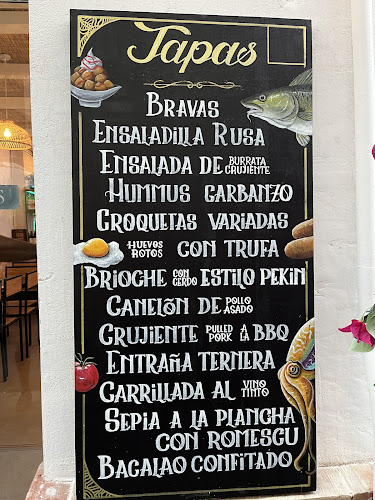 Tapas
BRAVAS
ENSALADILLA RUSA
ENSALADA DE BURRATA CRUJIENTE
HUMMUS GARBANZO
CROQUETAS VARIADAS
HUEVOS ROTOS CON TRUFA
BRIOCHE CON CERDO ESTILO PEKIN
CANELÓN DE POLLO ASADO
CRUJIENTE PULLED PORK A LA BBQ
ENTRAÑA TERNERA
CARRILLADA AL VINO TINTO
SEPIA A LA PLANCHA
CON ROMESCU
BACALAO CONFITADO